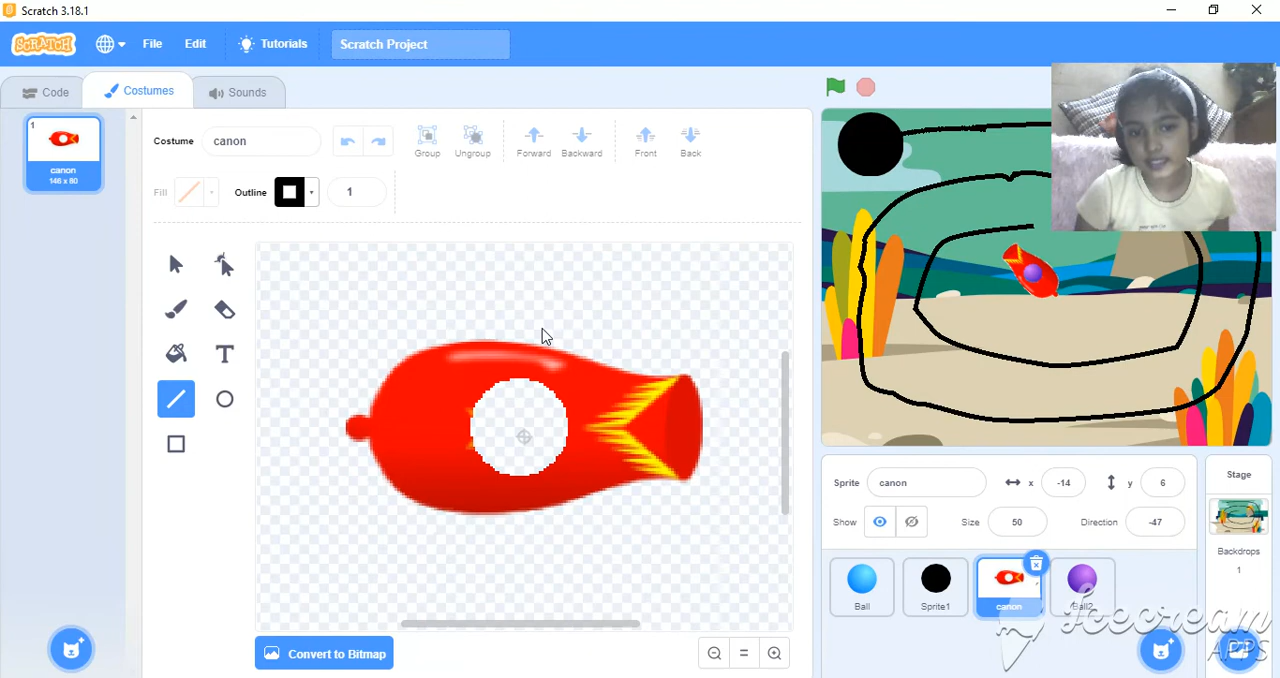 Scratch 3.18.1
SCRATCH File Edit Tutorials Scratch Project
Code Costumes Sounds
1
canon
146 x 80
Costume canon Group Ungroup Forward Backward Front Back
Fill Outline 1
T
Convert to Bitmap
Sprite canon x -14 y 6
Show Size 50 Direction -47
Ball Sprite1 canon Ball2
Stage
Backdrops
1
Icecream
APPS